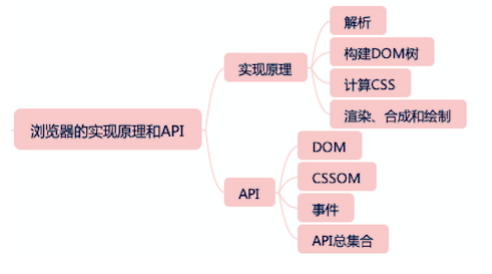 浏览器的实现原理和API
实现原理
解析
构建DOM树
计算CSS
渲染、合成和绘制
API
DOM
CSSOM
事件
API总集合